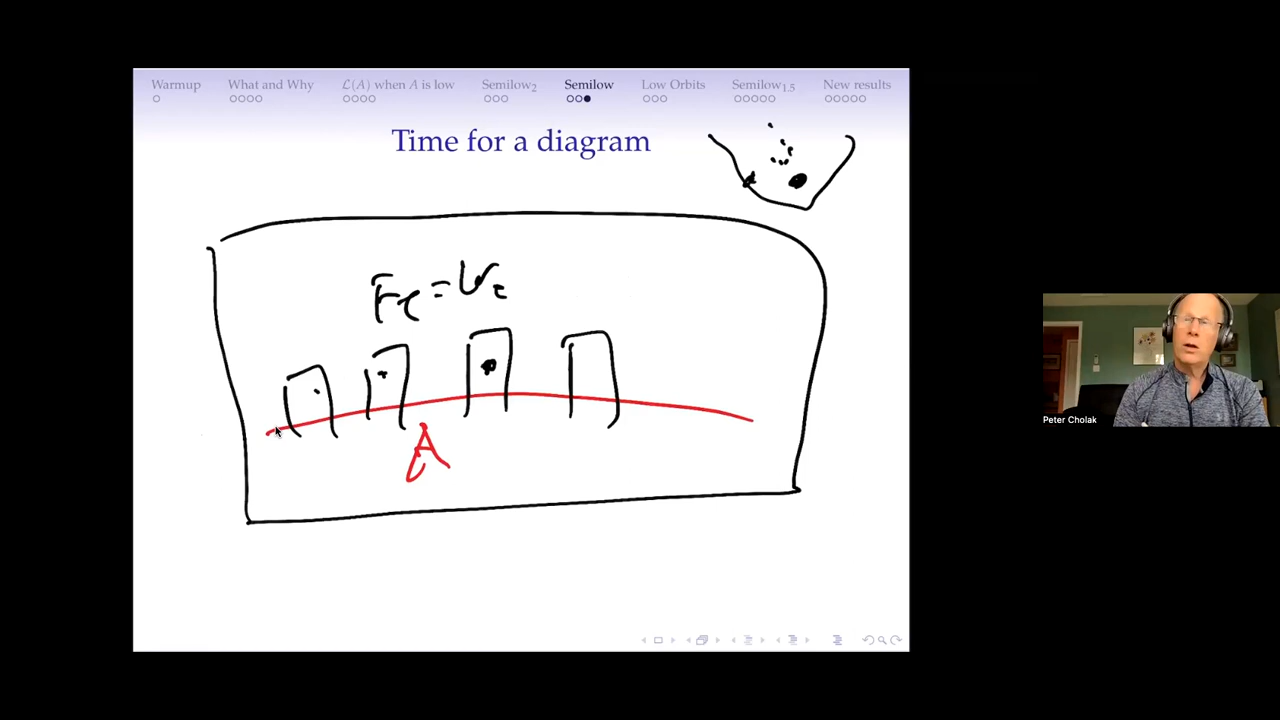 Warmup What and Why L(A) when A is low Semilow₂ Semilow Low Orbits Semilow₁.₅ New results
Time for a diagram
A
Peter Cholak